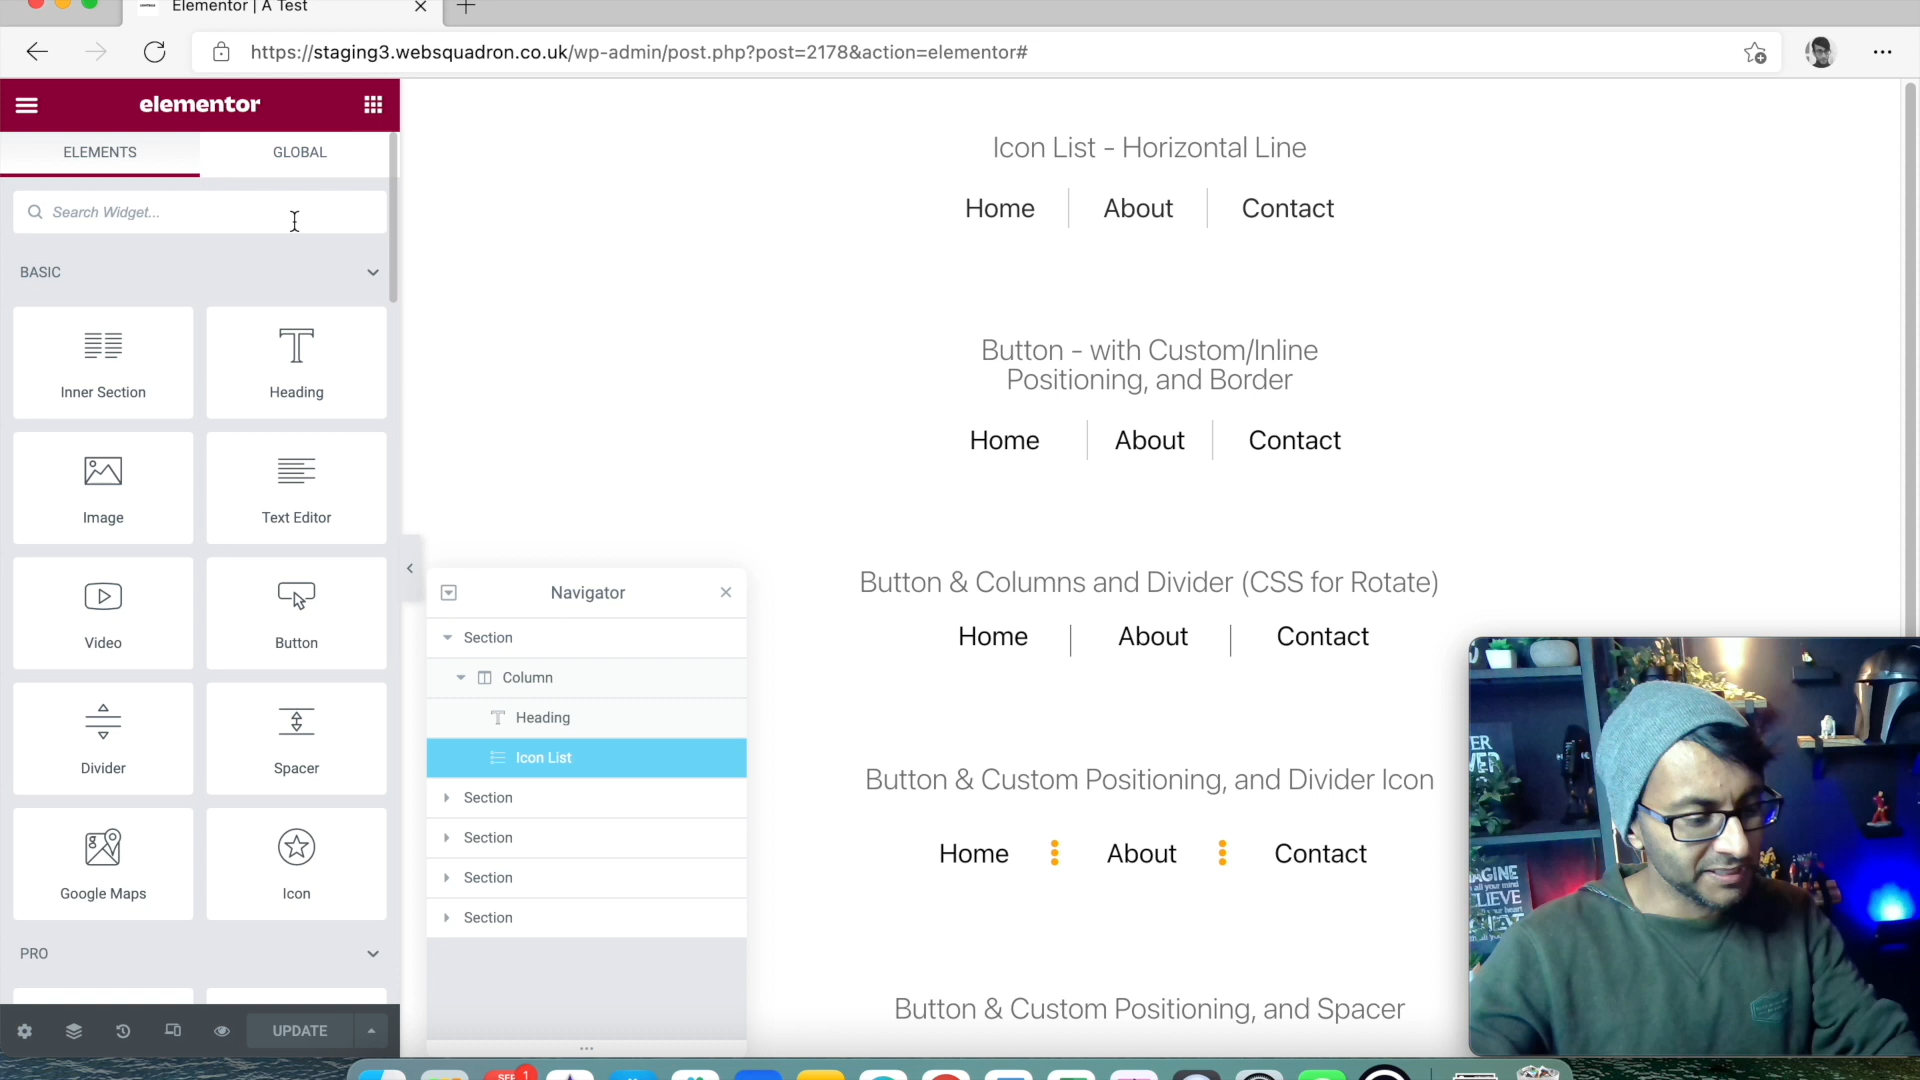 Elementor | A Test
https://staging3.websquadron.co.uk/wp-admin/post.php?post=2178&action=elementor#
elementor
ELEMENTS
GLOBAL
Search Widget...
BASIC
Inner Section
Heading
Image
Text Editor
Video
Button
Divider
Spacer
Google Maps
Icon
PRO
UPDATE
Navigator
Section
Column
Heading
Icon List
Section
Section
Section
Section
Icon List - Horizontal Line
Home
About
Contact
Button - with Custom/Inline
Positioning, and Border
Home
About
Contact
Button & Columns and Divider (CSS for Rotate)
Home
About
Contact
Button & Custom Positioning, and Divider Icon
Home
About
Contact
Button & Custom Positioning, and Spacer
SEP
1